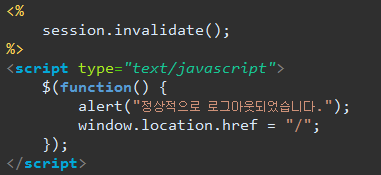 <%
    session.invalidate();
%>
<script type="text/javascript">
    $(function() {
        alert("정상적으로 로그아웃되었습니다.");
        window.location.href = "/";
    });
</script>